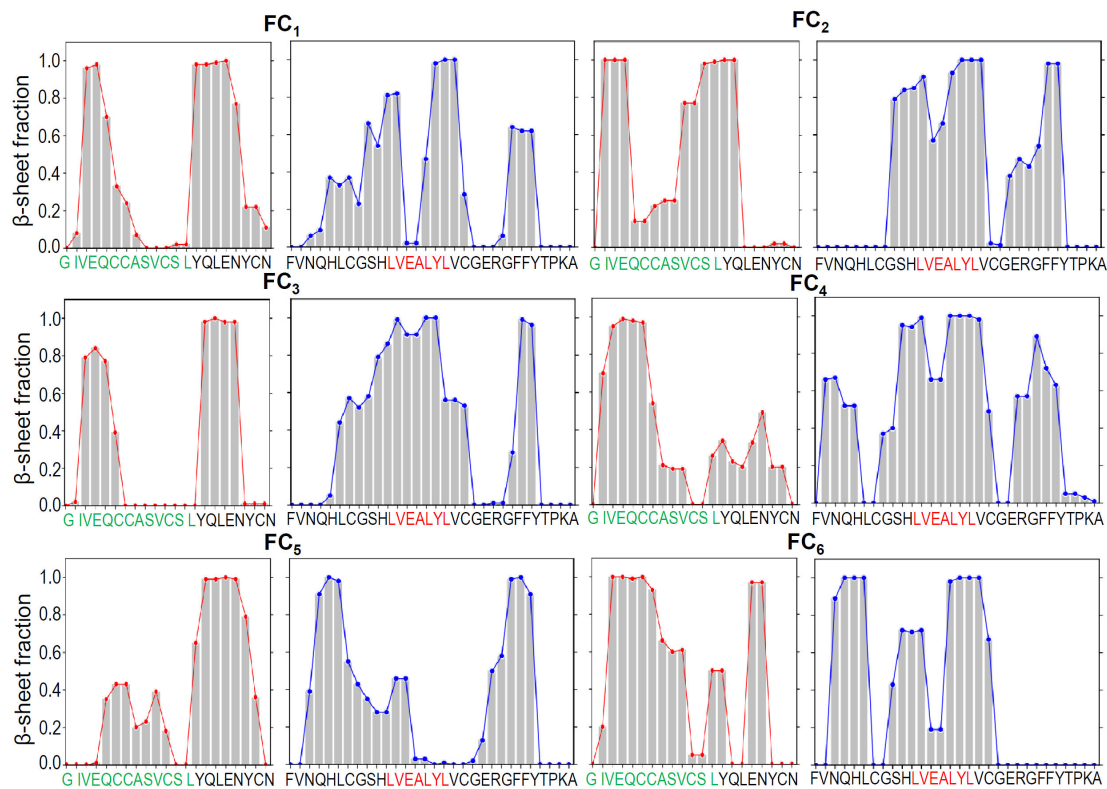 FC1 FC2
β-sheet fraction
1.0
0.8
0.6
0.4
0.2
0.0
G IVEQCCASVCS LYQLENYCN FVNQHLCGSHLVEALYLVCGERGFFYTPKA G IVEQCCASVCS LYQLENYCN FVNQHLCGSHLVEALYLVCGERGFFYTPKA
FC3 FC4
β-sheet fraction
1.0
0.8
0.6
0.4
0.2
0.0
G IVEQCCASVCS LYQLENYCN FVNQHLCGSHLVEALYLVCGERGFFYTPKA G IVEQCCASVCS LYQLENYCN FVNQHLCGSHLVEALYLVCGERGFFYTPKA
FC5 FC6
β-sheet fraction
1.0
0.8
0.6
0.4
0.2
0.0
G IVEQCCASVCS LYQLENYCN FVNQHLCGSHLVEALYLVCGERGFFYTPKA G IVEQCCASVCS LYQLENYCN FVNQHLCGSHLVEALYLVCGERGFFYTPKA